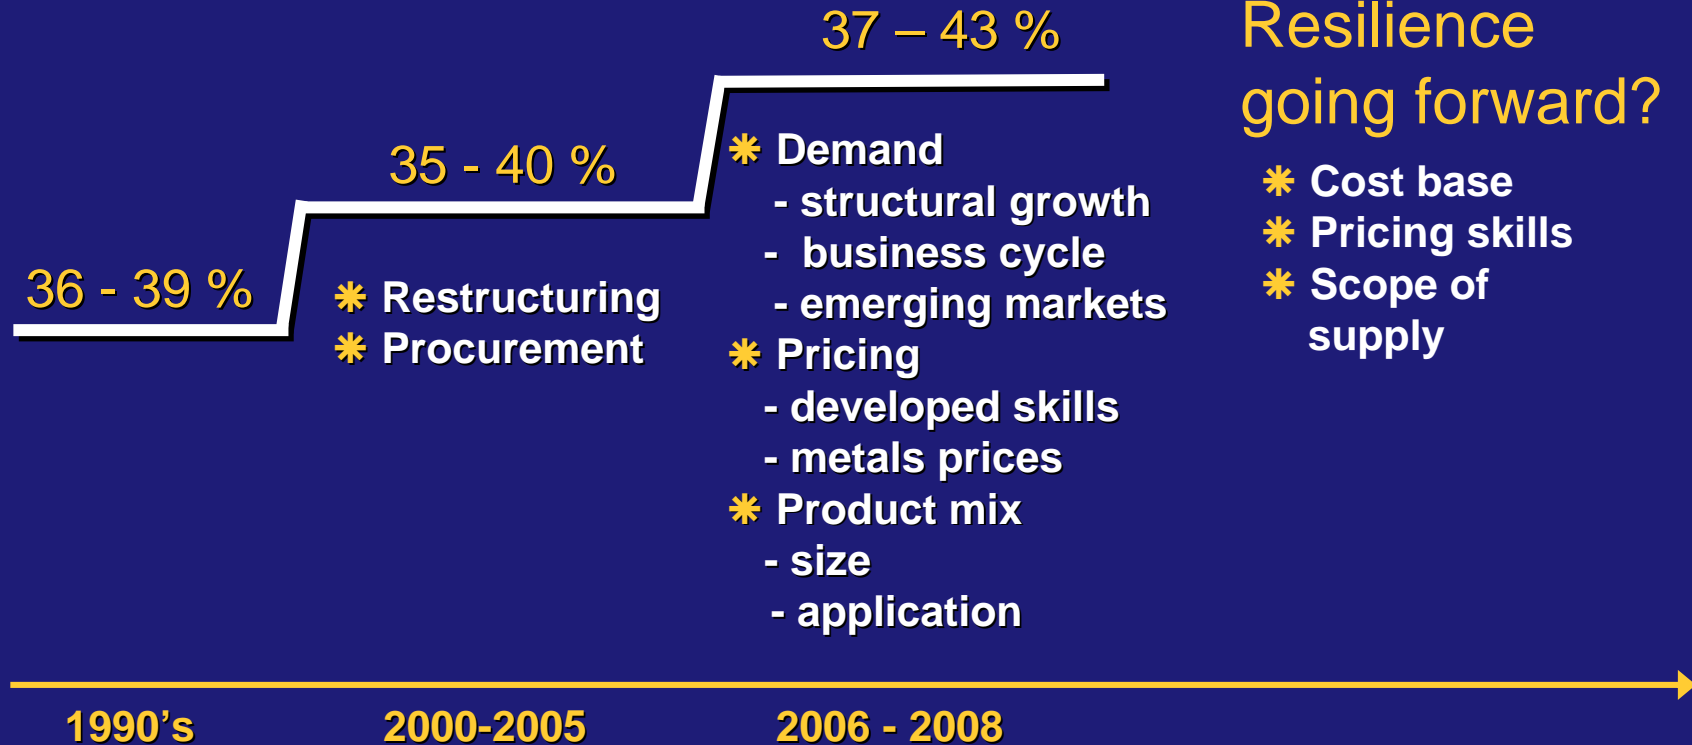 36 - 39 %
35 - 40 %
✷ Restructuring
✷ Procurement
37 – 43 %
✷ Demand
- structural growth
- business cycle
- emerging markets
✷ Pricing
- developed skills
- metals prices
✷ Product mix
- size
- application
Resilience
going forward?
✷ Cost base
✷ Pricing skills
✷ Scope of
supply
1990’s
2000-2005
2006 - 2008